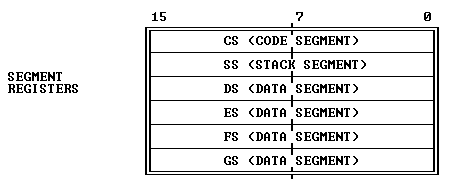 15 7 0
CS (CODE SEGMENT)
SS (STACK SEGMENT)
SEGMENT
REGISTERS
DS (DATA SEGMENT)
ES (DATA SEGMENT)
FS (DATA SEGMENT)
GS (DATA SEGMENT)